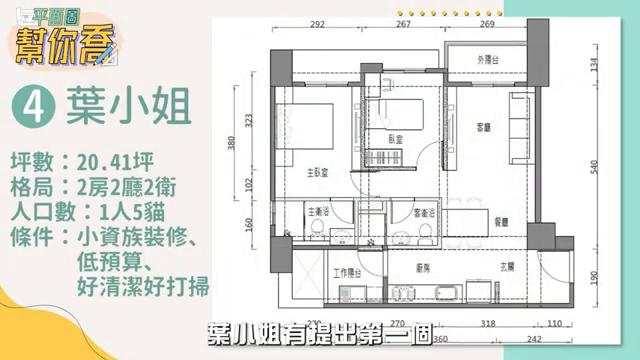 平面圖
幫你喬
4 葉小姐
坪數：20.41坪
格局：2房2廳2衛
人口數：1人5貓
條件：小資族裝修、
低預算、
好清潔好打掃
292 267 269
外陽台
134
臥室
客廳
380
323
主臥室
540
102
主衛浴
客衛浴
160
餐廳
工作陽台
廚房
玄關
190
270 318 110
360 242
葉小姐有提出第一個